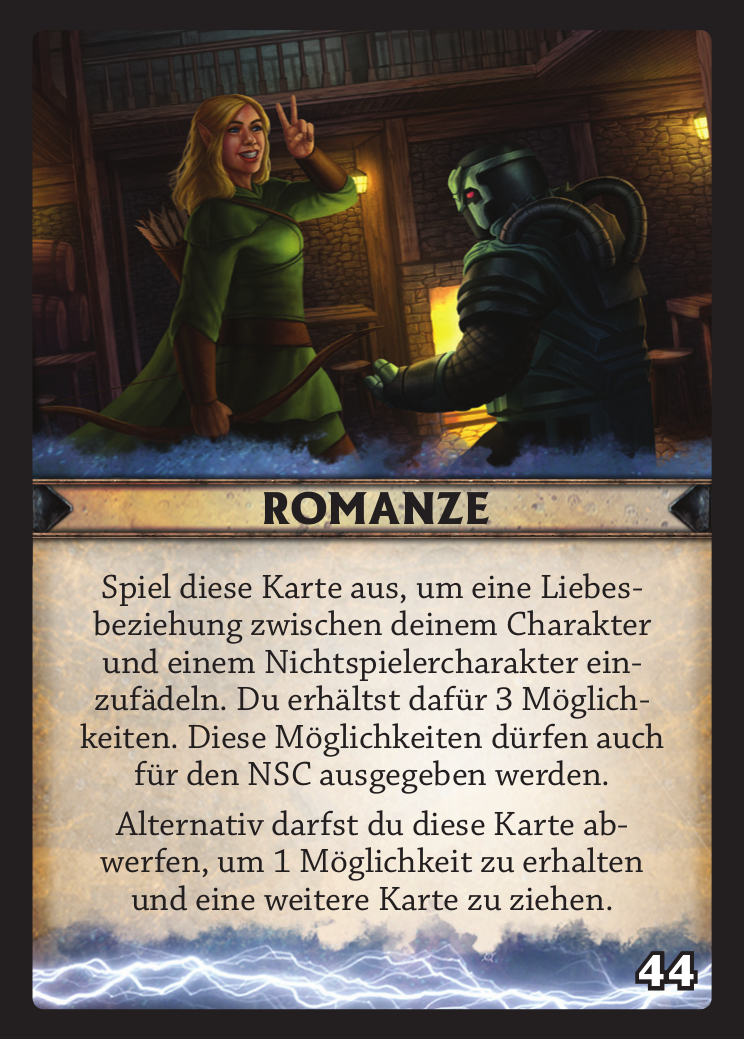 ROMANZE
Spiel diese Karte aus, um eine Liebes-
beziehung zwischen deinem Charakter
und einem Nichtspielercharakter ein-
zufädeln. Du erhältst dafür 3 Möglich-
keiten. Diese Möglichkeiten dürfen auch
für den NSC ausgegeben werden.
Alternativ darfst du diese Karte ab-
werfen, um 1 Möglichkeit zu erhalten
und eine weitere Karte zu ziehen.
44